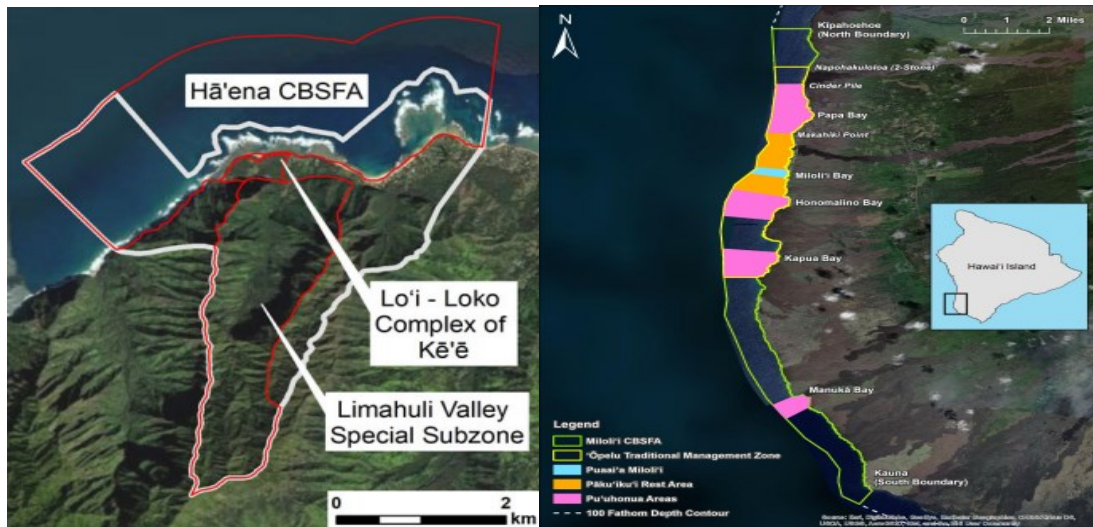 Hā'ena CBSFA
Lo'i - Loko
Complex of
Kē'ē
Limahuli Valley
Special Subzone
0
2
km
N
0 1 2 Miles
Kīpahoehoe
(North Boundary)
Nāpōhakuloloa (2-Stone)
Cinder Pile
Papa Bay
Makahiki Point
Miloli'i Bay
Honomalino Bay
Kapua Bay
Hawai'i Island
Manukā Bay
Kauna
(South Boundary)
Legend
Miloli'i CBSFA
'Ōpelu Traditional Management Zone
Puaai'a Miloli'i
Pāku'iku'i Rest Area
Pu'uhonua Areas
100 Fathom Depth Contour